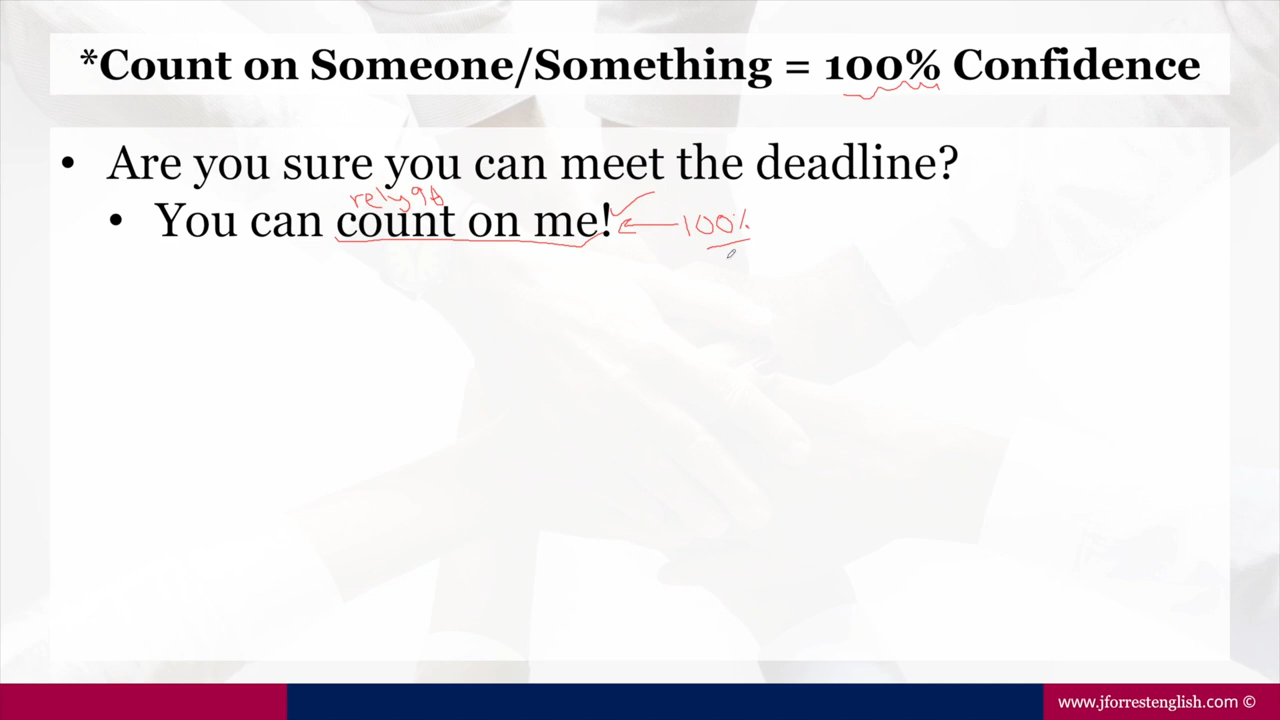 *Count on Someone/Something = 100% Confidence
• Are you sure you can meet the deadline?
rely
• You can count on me! 100%
www.jforrestenglish.com ©